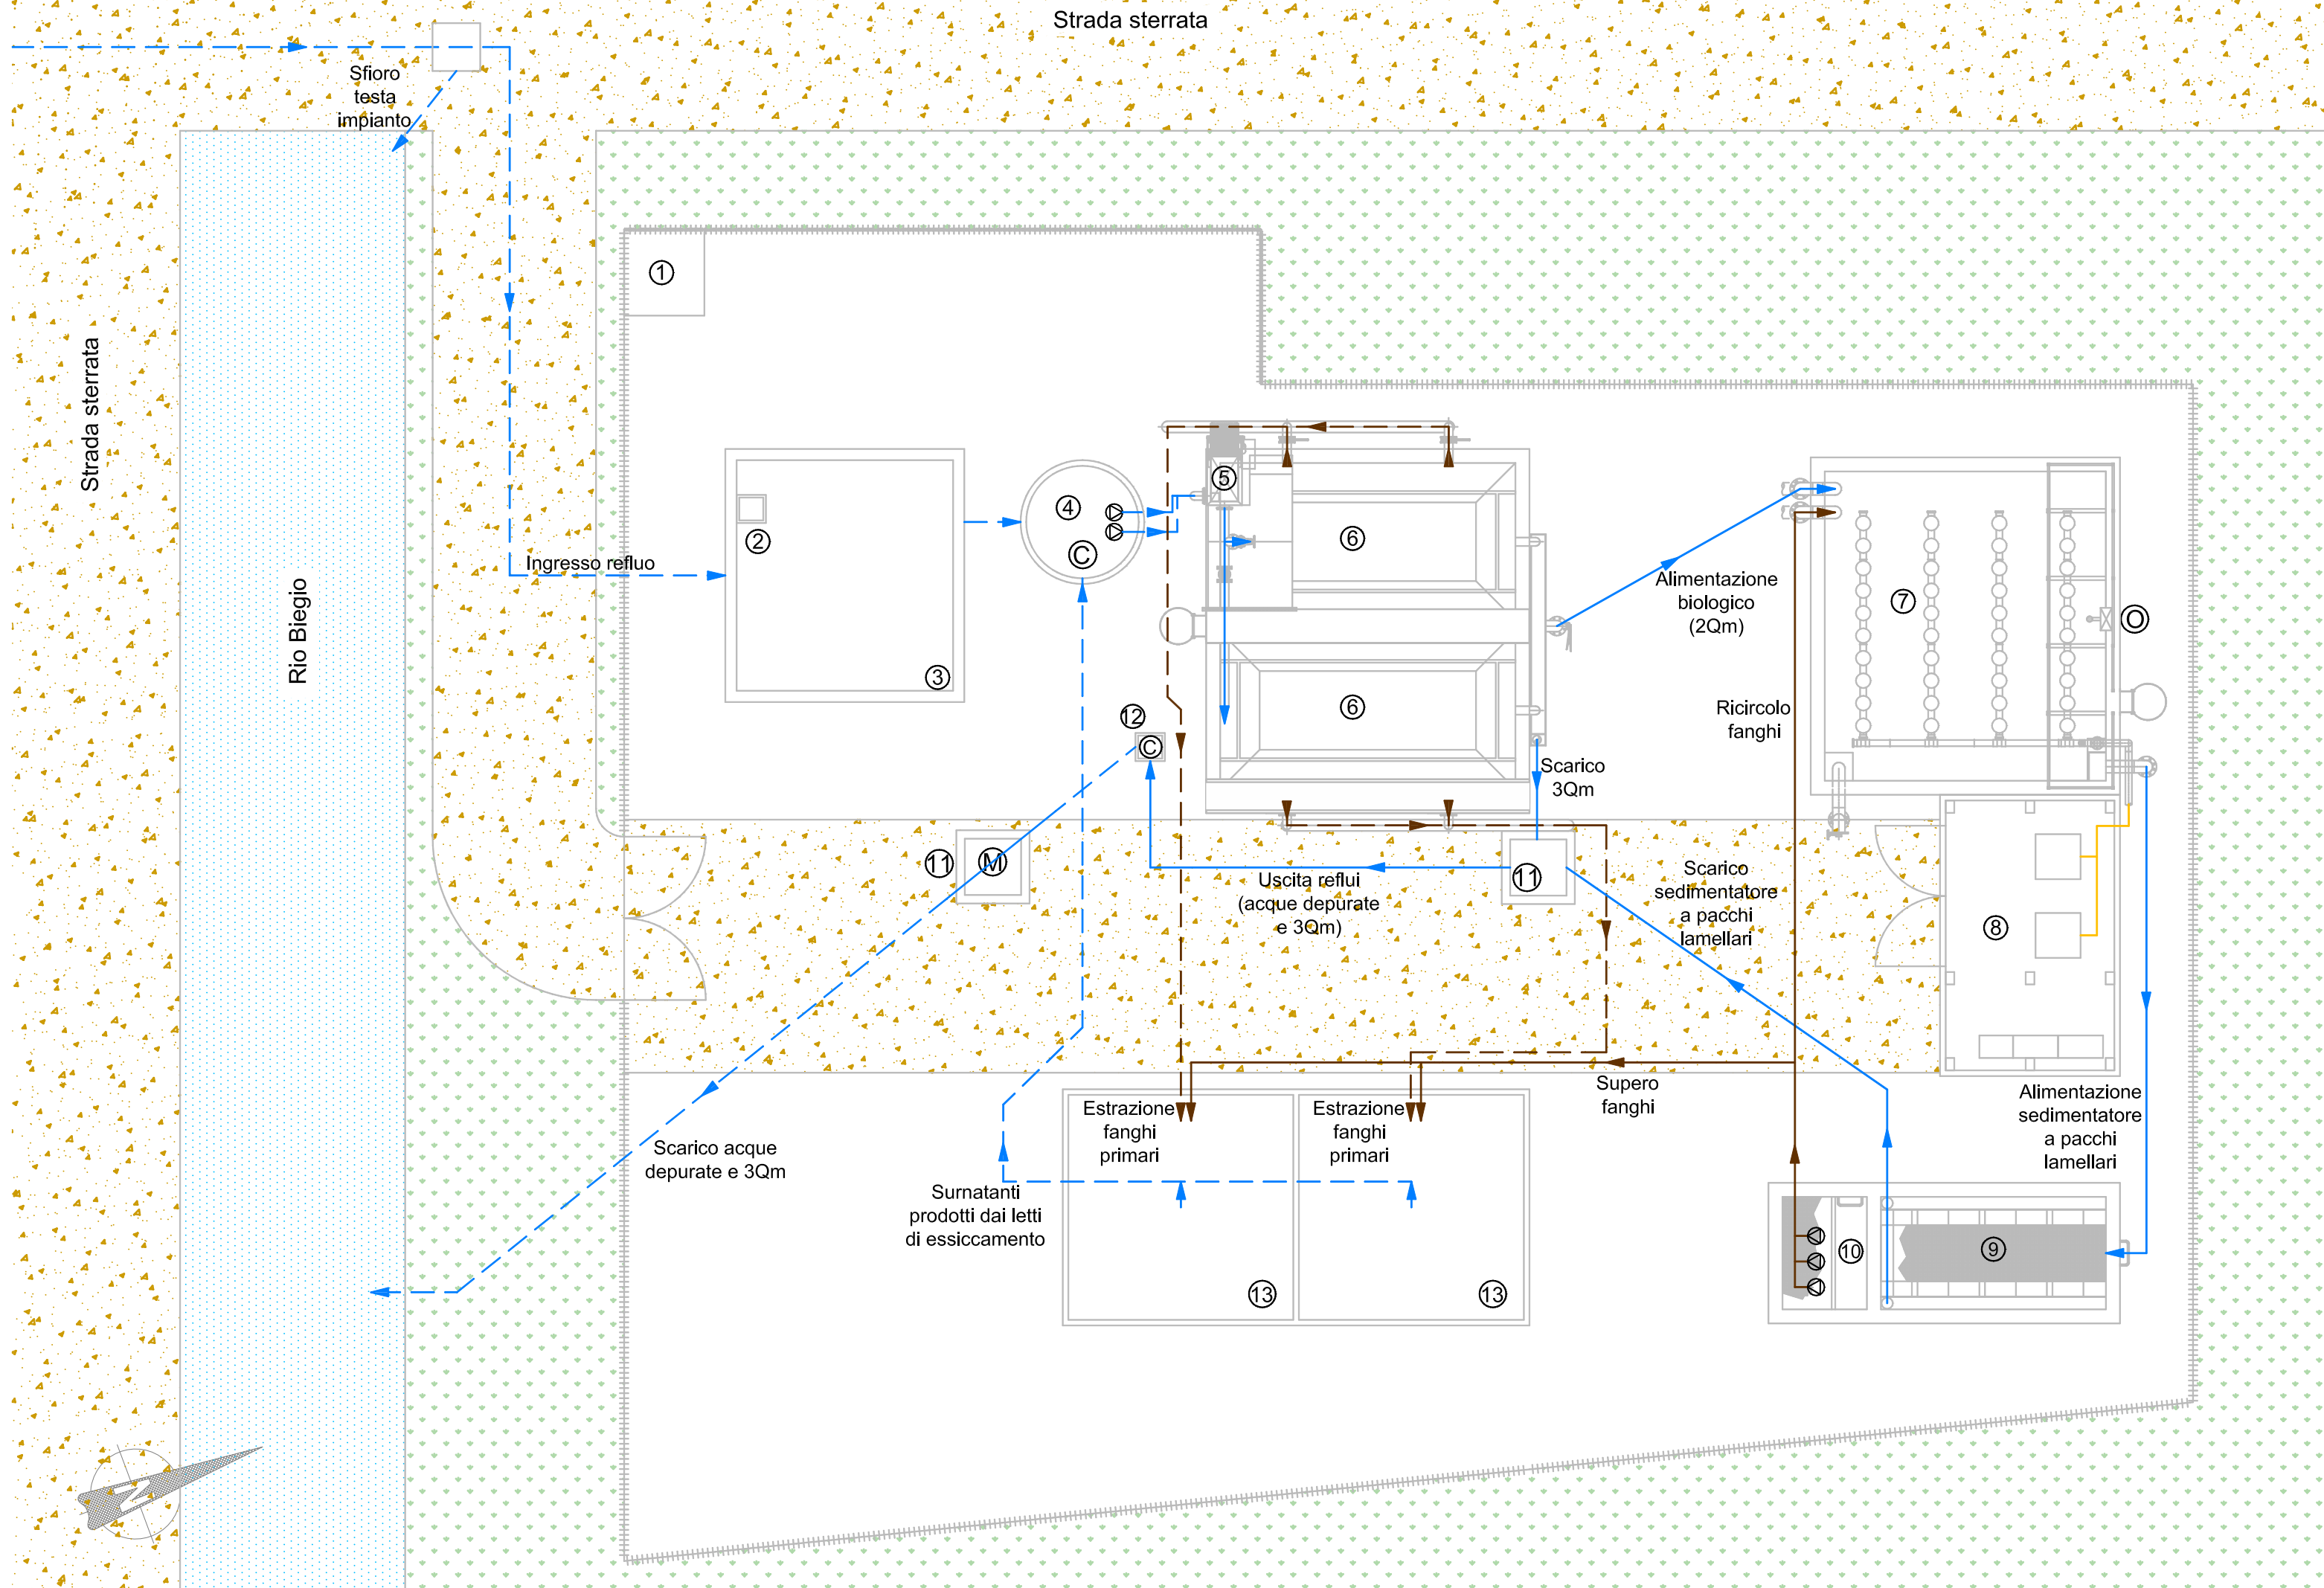 Strada sterrata
Sfioro
testa
impianto
1
Strada sterrata
Rio Biegio
Ingresso refluo
2
3
4
C
5
6
6
Alimentazione
biologico
(2Qm)
7
O
Ricircolo
fanghi
12
C
Scarico
3Qm
11
M
Uscita reflui
(acque depurate
e 3Qm)
11
Scarico
sedimentatore
a pacchi
lamellari
8
Supero
fanghi
Alimentazione
sedimentatore
a pacchi
lamellari
Estrazione
fanghi
primari
Estrazione
fanghi
primari
Scarico acque
depurate e 3Qm
Surnatanti
prodotti dai letti
di essiccamento
13
13
10
9